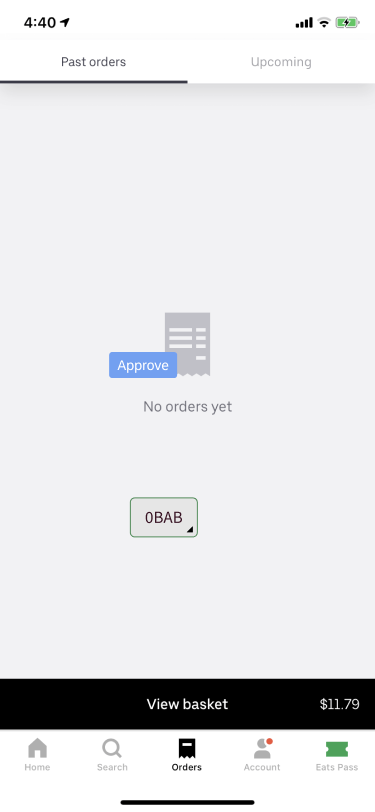 4:40
Past orders Upcoming
Approve
No orders yet
0BAB
View basket $11.79
Home Search Orders Account Eats Pass